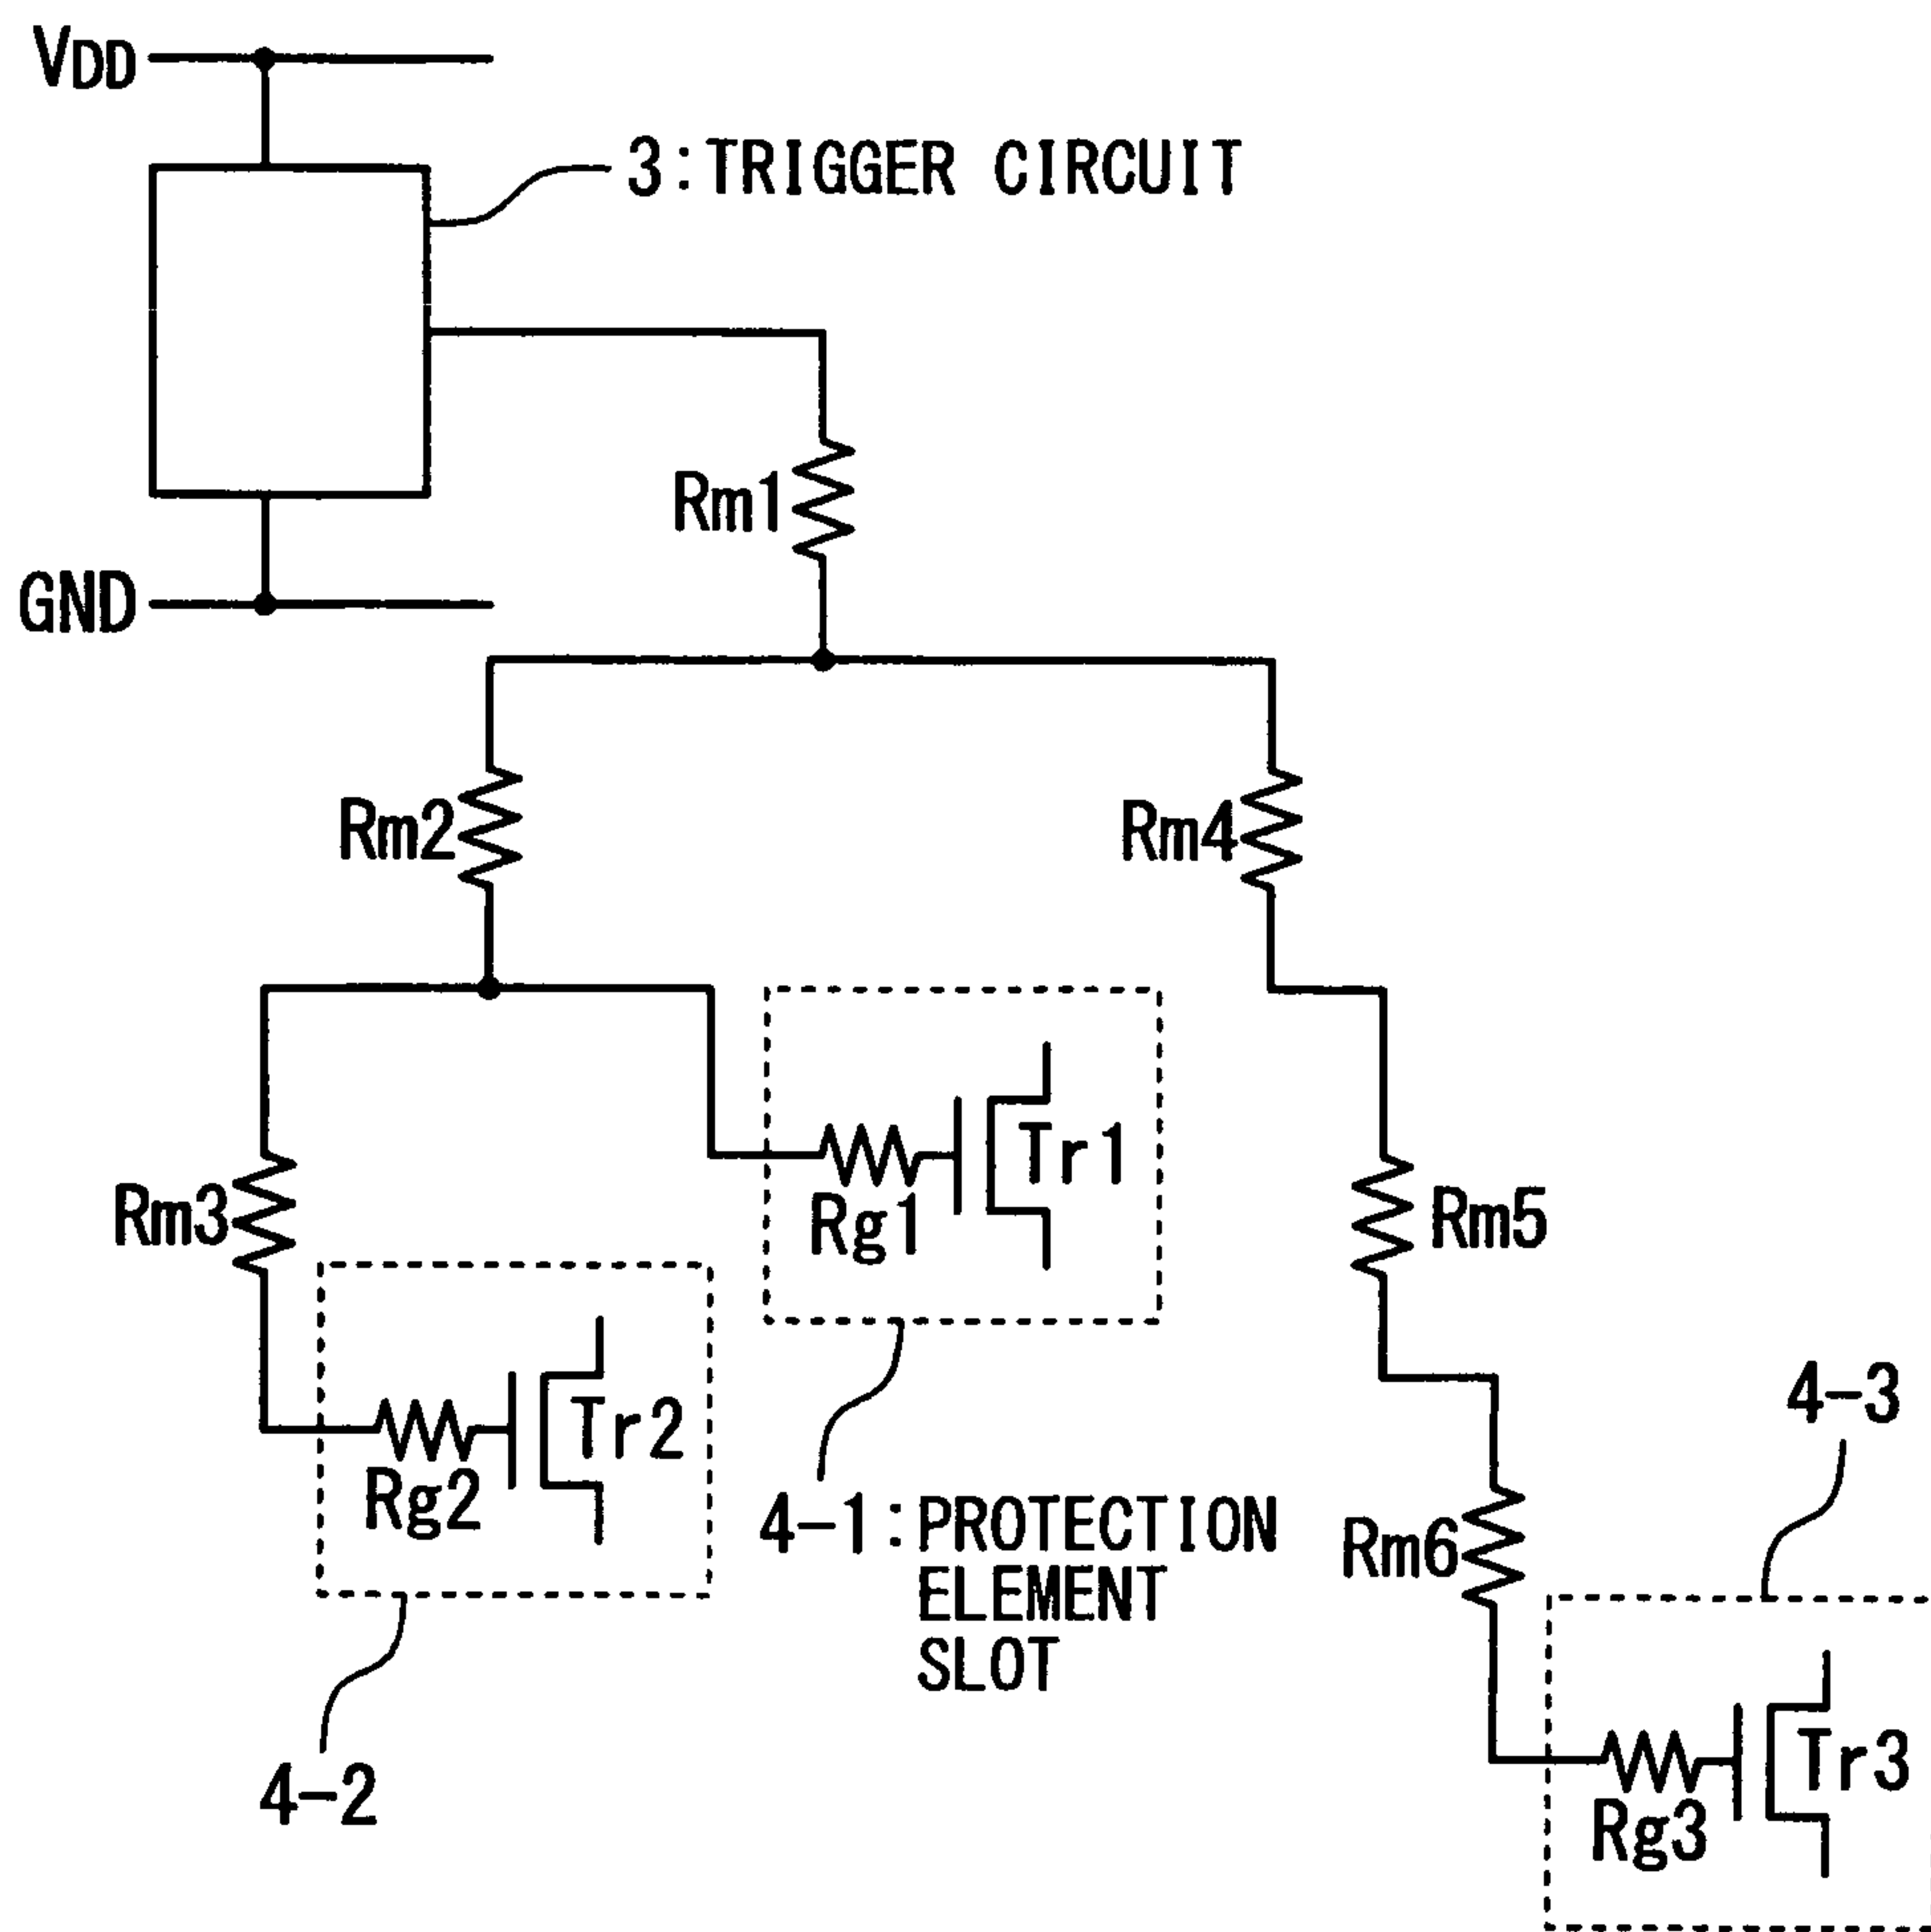 VDD
3:TRIGGER CIRCUIT
Rm1
GND
Rm2
Rm4
Rm3
Tr1
Rg1
Rm5
Tr2
Rg2
4-1:PROTECTION
ELEMENT
SLOT
4-3
Rm6
4-2
Tr3
Rg3